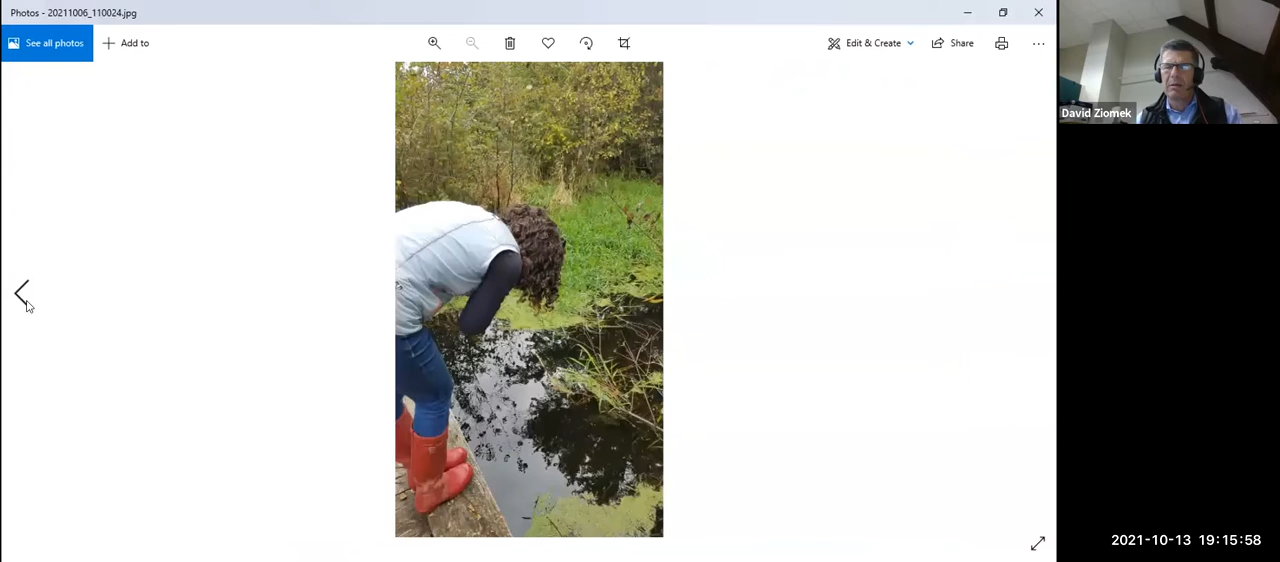 Photos - 20211006_110024.jpg
See all photos
Add to
Edit & Create
Share
David Ziomek
2021-10-13 19:15:58